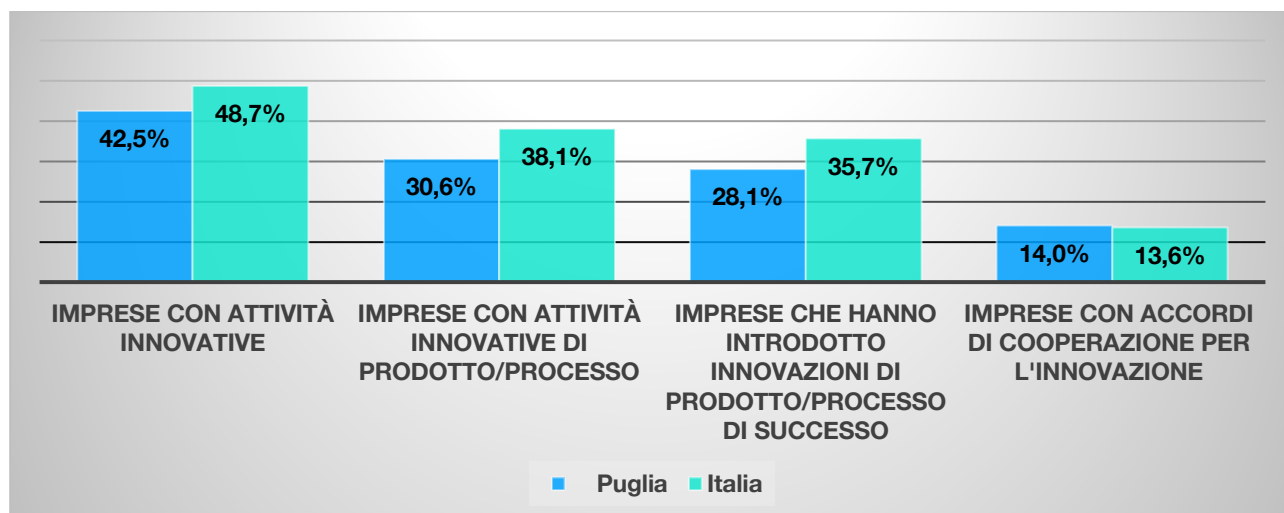 42,5%
48,7%
30,6%
38,1%
28,1%
35,7%
14,0%
13,6%
IMPRESE CON ATTIVITÀ
INNOVATIVE
IMPRESE CON ATTIVITÀ
INNOVATIVE DI
PRODOTTO/PROCESSO
IMPRESE CHE HANNO
INTRODOTTO
INNOVAZIONI DI
PRODOTTO/PROCESSO
DI SUCCESSO
IMPRESE CON ACCORDI
DI COOPERAZIONE PER
L'INNOVAZIONE
Puglia
Italia